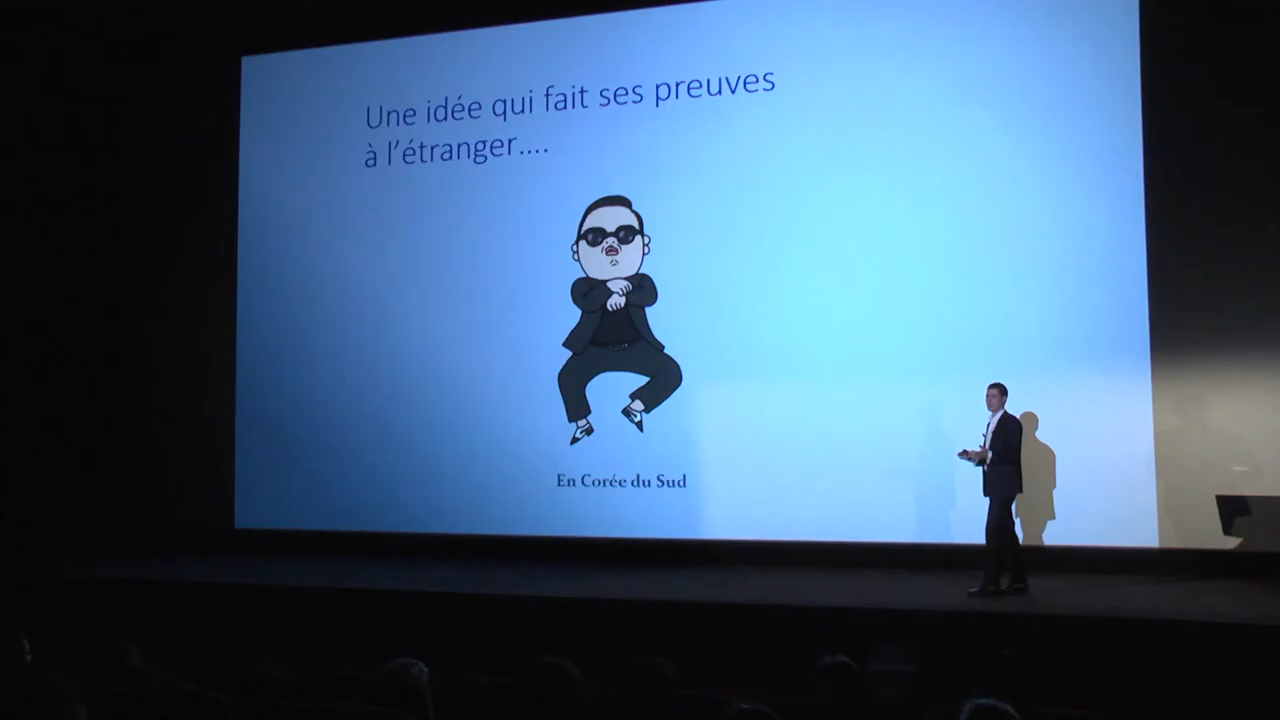 Une idée qui fait ses preuves
à l’étranger....
En Corée du Sud